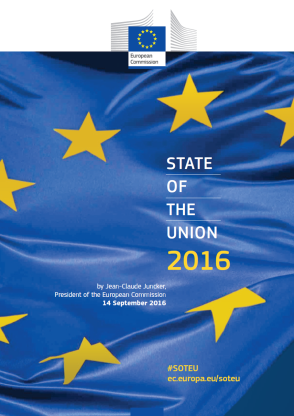 European
Commission
STATE
OF
THE
UNION
2016
by Jean-Claude Juncker,
President of the European Commission
14 September 2016
#SOTEU
ec.europa.eu/soteu